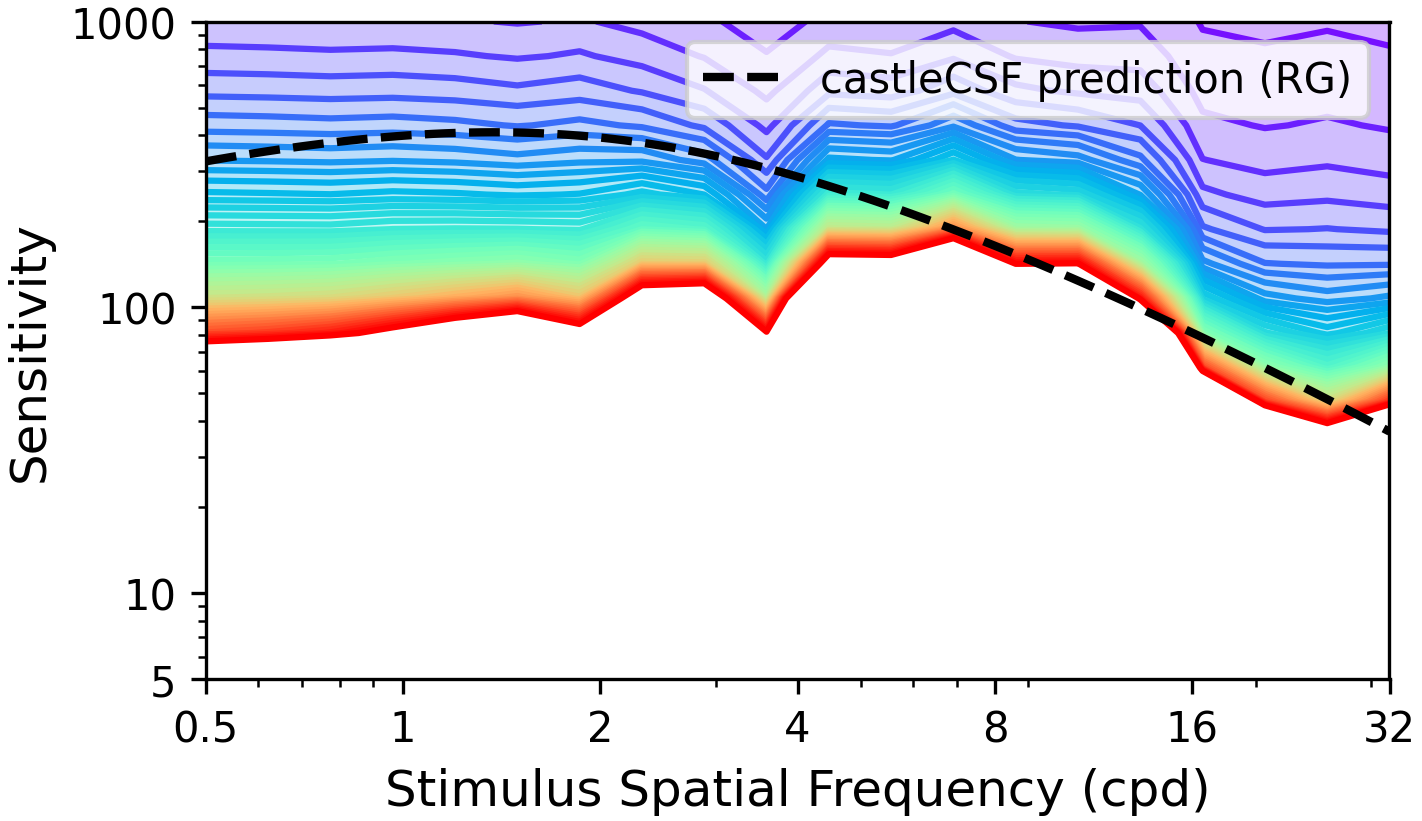 1000
100
10
5
Sensitivity
castleCSF prediction (RG)
0.5 1 2 4 8 16 32
Stimulus Spatial Frequency (cpd)